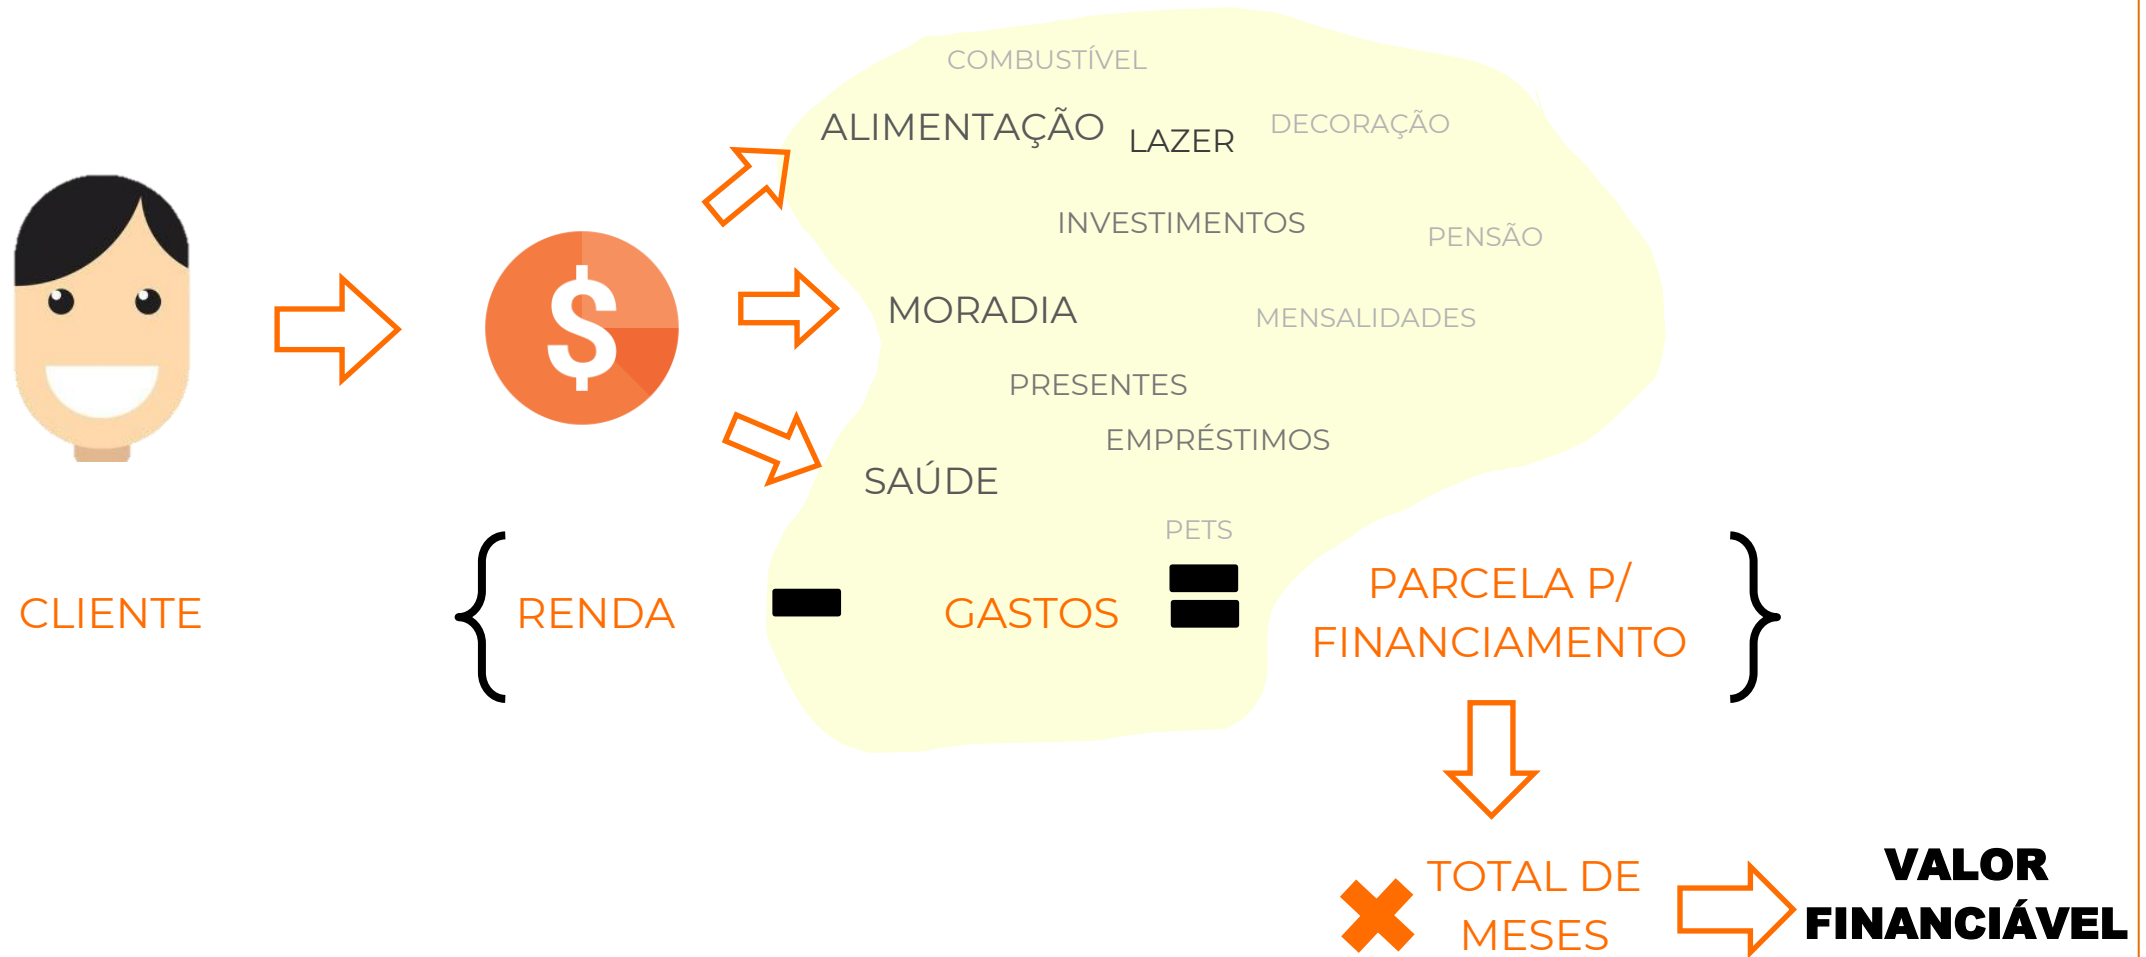 COMBUSTÍVEL
ALIMENTAÇÃO
LAZER
DECORAÇÃO
INVESTIMENTOS
PENSÃO
$
MORADIA
MENSALIDADES
PRESENTES
EMPRÉSTIMOS
SAÚDE
PETS
CLIENTE
{ RENDA
-
GASTOS
=
PARCELA P/
FINANCIAMENTO }
TOTAL DE
MESES
VALOR
FINANCIÁVEL